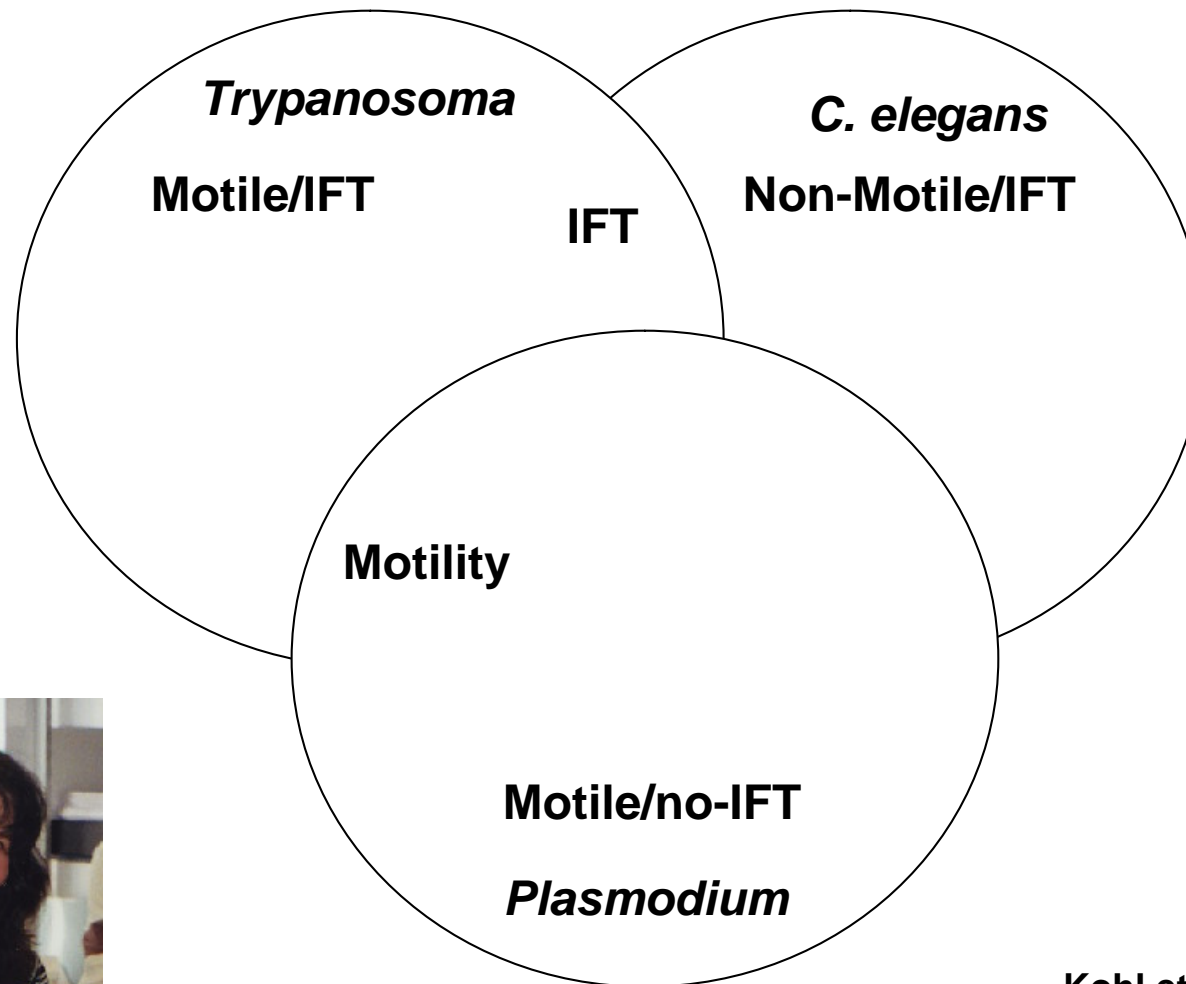 Trypanosoma
C. elegans
Motile/IFT
Non-Motile/IFT
IFT
Motility
Motile/no-IFT
Plasmodium